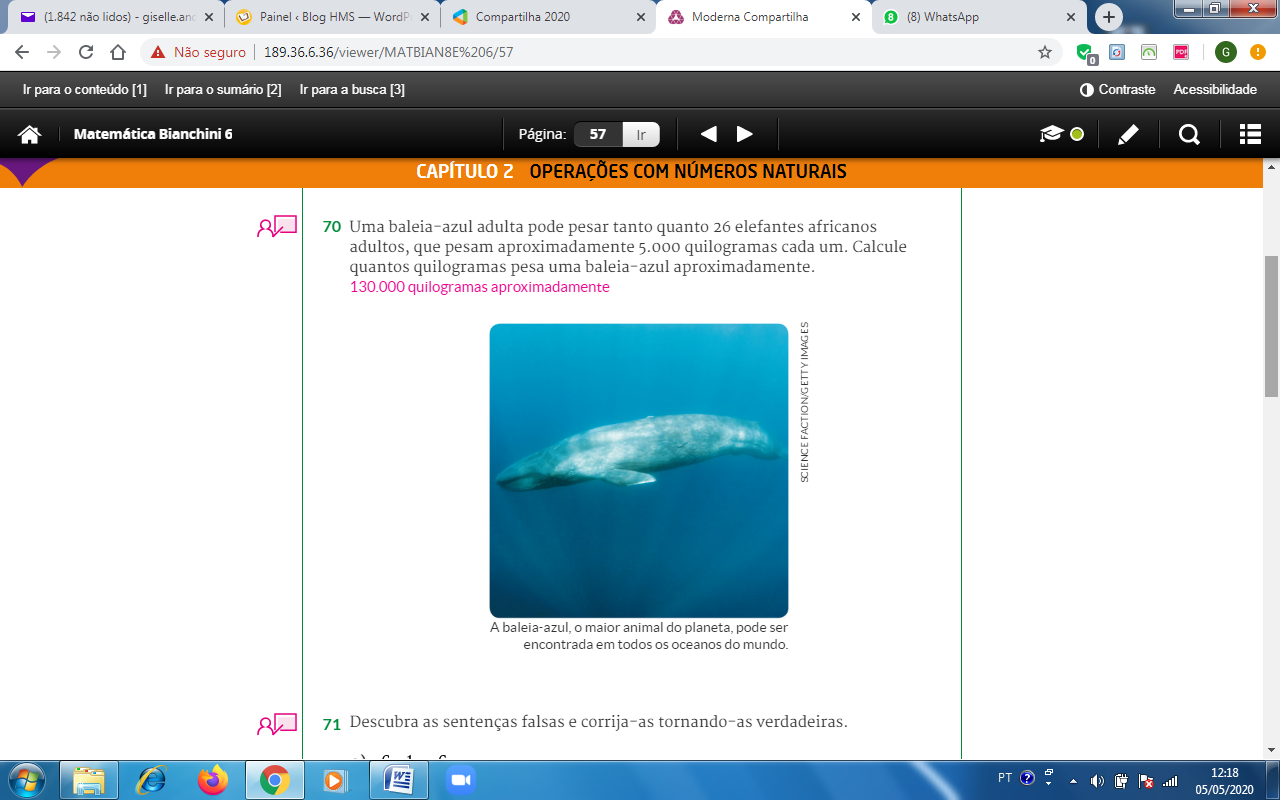 (1.842 não lidos) - giselle.and
Painel ‹ Blog HMS — WordP
Compartilha 2020
Moderna Compartilha
(8) WhatsApp
Não seguro
189.36.6.36/viewer/MATBIAN8E%206/57
Ir para o conteúdo [1]
Ir para o sumário [2]
Ir para a busca [3]
Contraste
Acessibilidade
Matemática Bianchini 6
Página:
57
Ir
CAPÍTULO 2 OPERAÇÕES COM NÚMEROS NATURAIS
70 Uma baleia-azul adulta pode pesar tanto quanto 26 elefantes africanos
adultos, que pesam aproximadamente 5.000 quilogramas cada um. Calcule
quantos quilogramas pesa uma baleia-azul aproximadamente.
130.000 quilogramas aproximadamente
SCIENCE FACTION/GETTY IMAGES
A baleia-azul, o maior animal do planeta, pode ser
encontrada em todos os oceanos do mundo.
71 Descubra as sentenças falsas e corrija-as tornando-as verdadeiras.
PT
12:18
05/05/2020